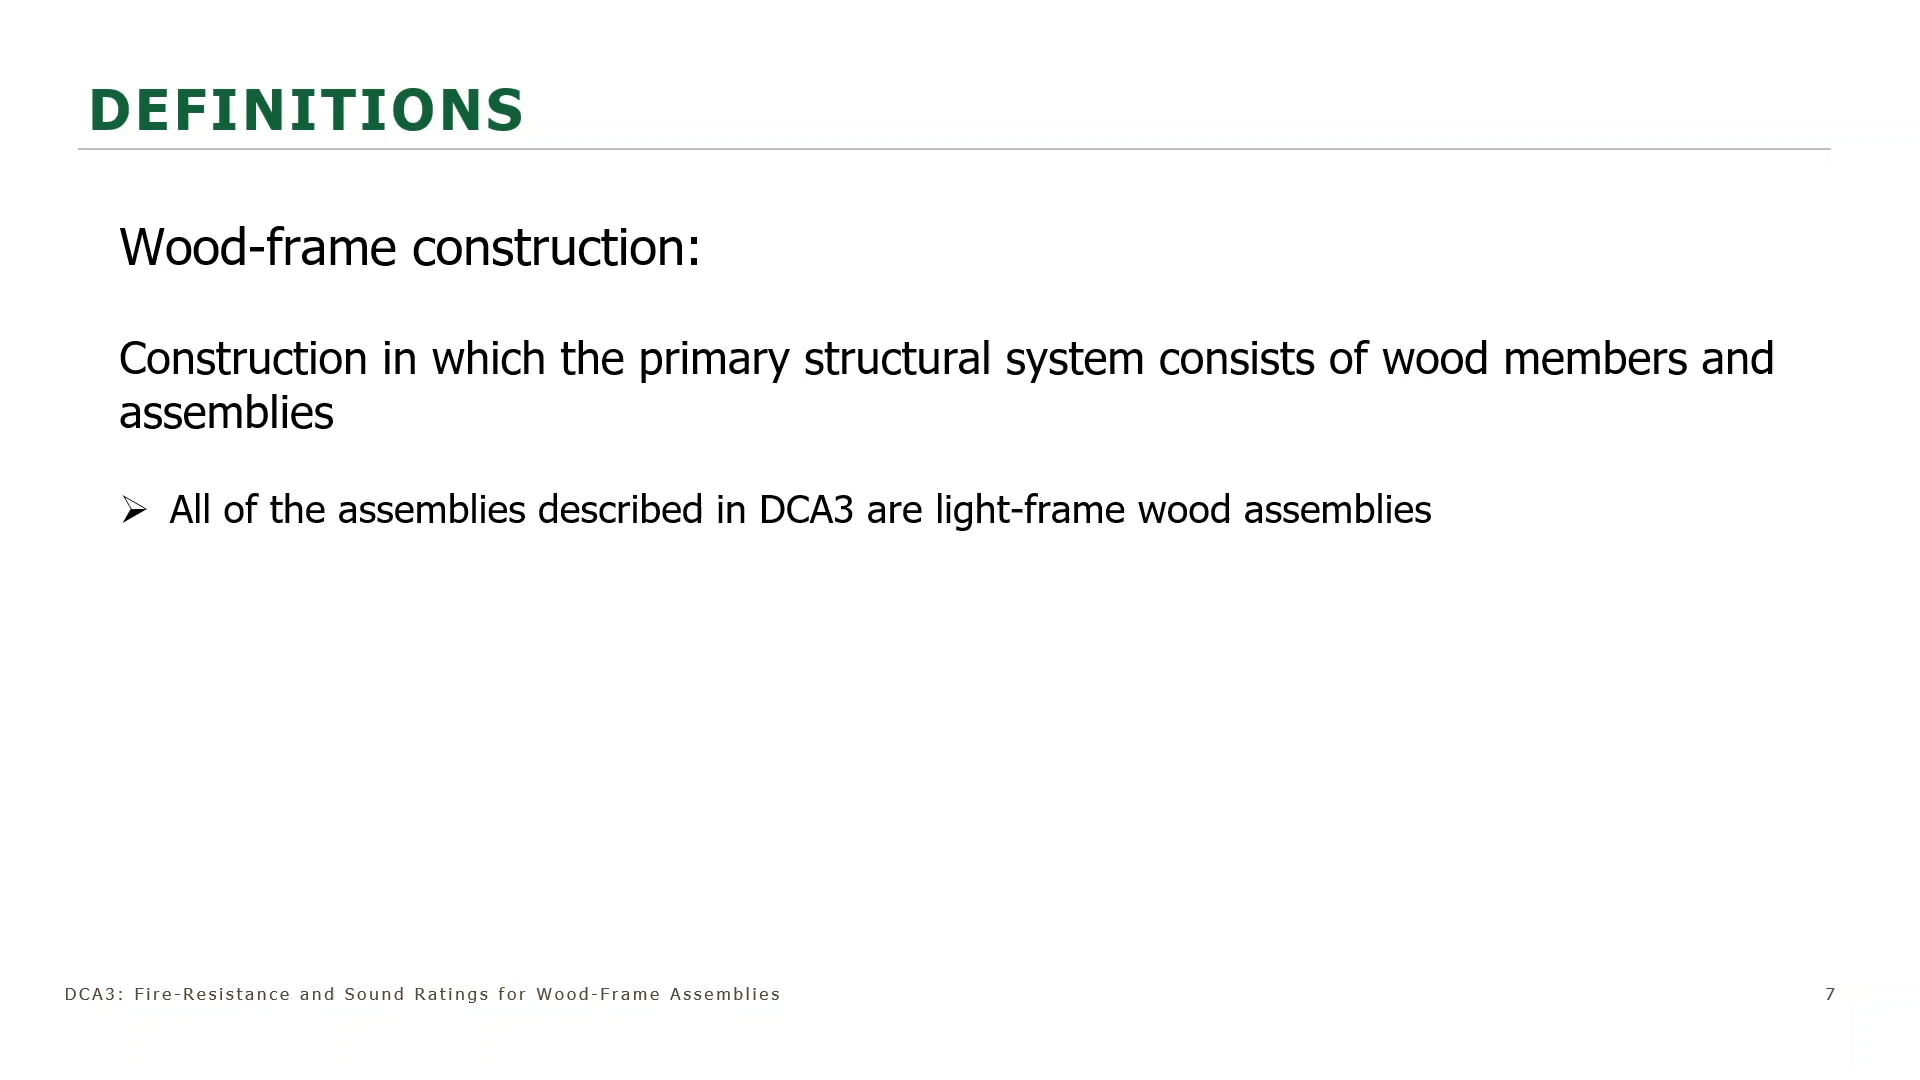 DEFINITIONS
Wood-frame construction:
Construction in which the primary structural system consists of wood members and
assemblies
➢ All of the assemblies described in DCA3 are light-frame wood assemblies
DCA3: Fire-Resistance and Sound Ratings for Wood-Frame Assemblies
7